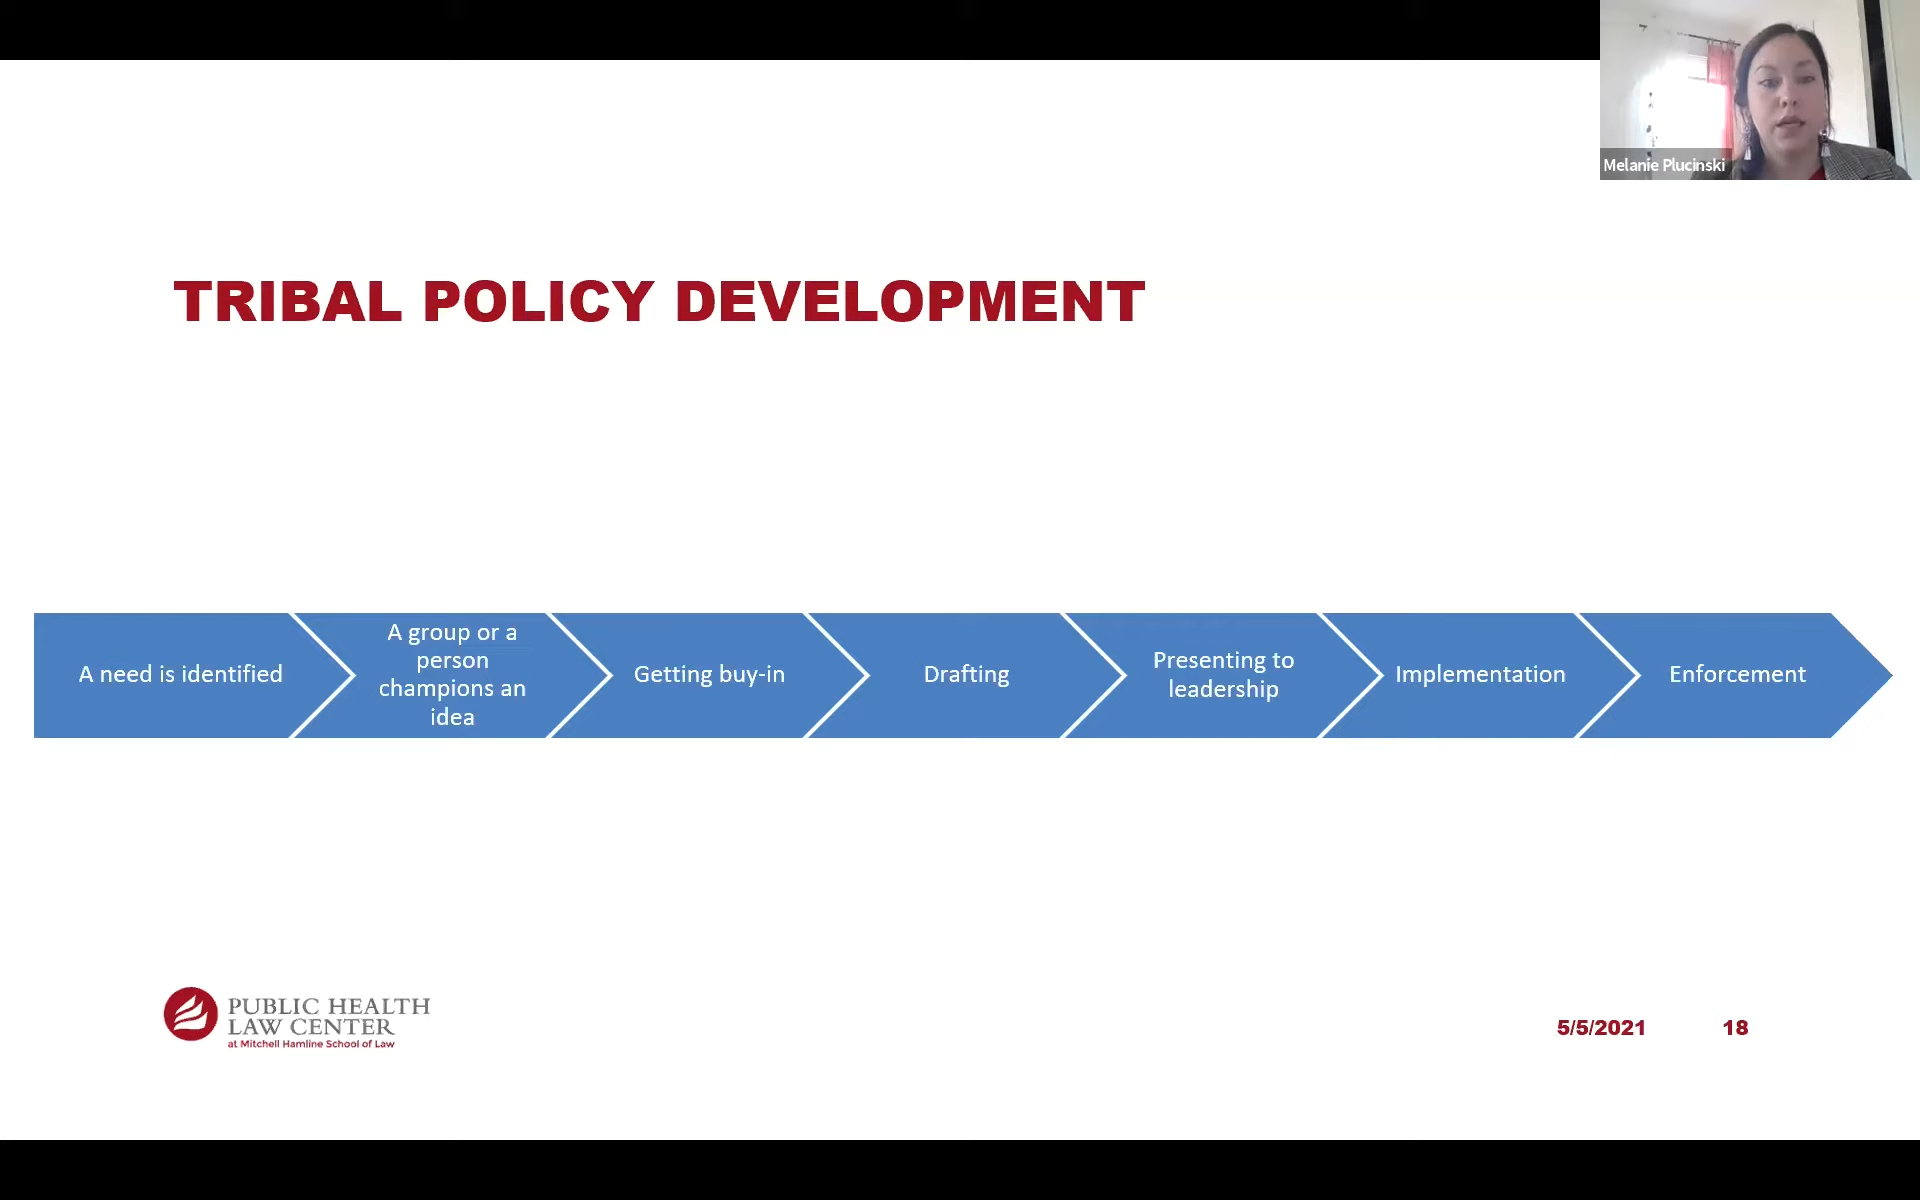 Melanie Plucinski
TRIBAL POLICY DEVELOPMENT
A need is identified
A group or a
person
champions an
idea
Getting buy-in
Drafting
Presenting to
leadership
Implementation
Enforcement
PUBLIC HEALTH
LAW CENTER
at Mitchell Hamline School of Law
5/5/2021
18